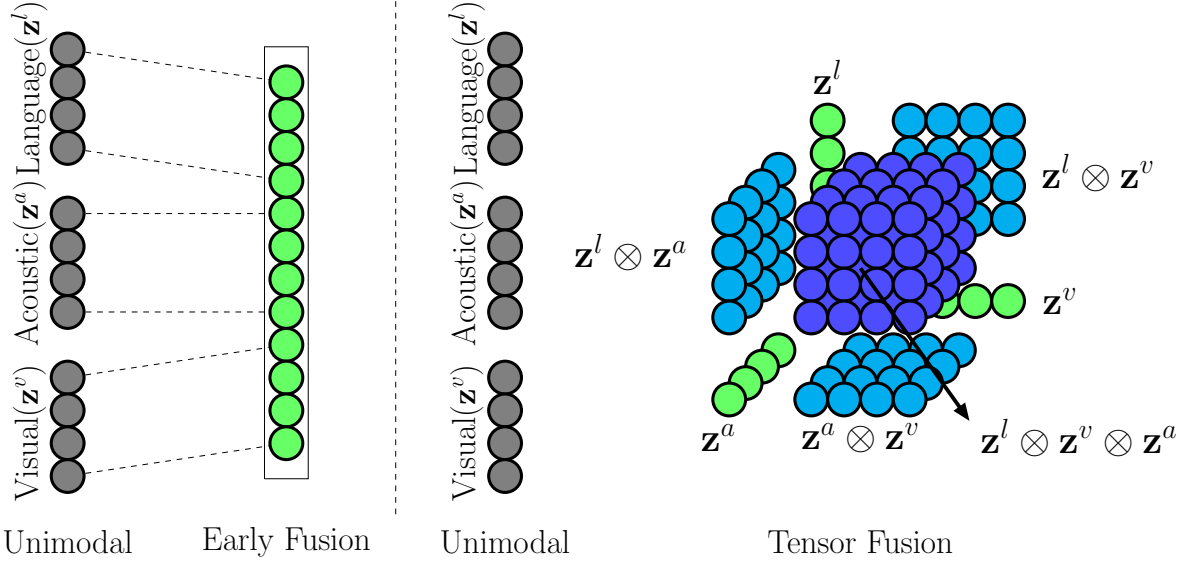 Language(z^l)
Acoustic(z^a)
Visual(z^v)
Unimodal
Early Fusion
Language(z^l)
Acoustic(z^a)
Visual(z^v)
Unimodal
z^l
z^l ⊗ z^v
z^l ⊗ z^a
z^v
z^a
z^a ⊗ z^v
z^l ⊗ z^v ⊗ z^a
Tensor Fusion